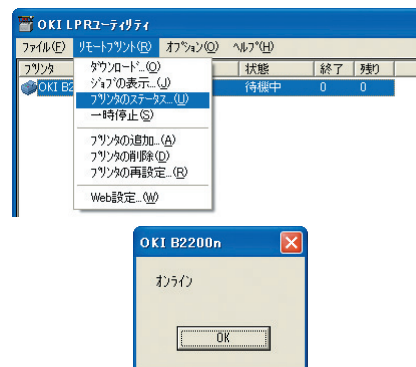 OKI LPRユーティリティ
ファイル(F) リモートプリント(R) オプション(O) ヘルプ(H)
プリンタ 状態 終了 残り
OKI B2 待機中 0 0
ダウンロード...(O)
ジョブの表示...(J)
プリンタのステータス...(U)
一時停止(S)
プリンタの追加...(A)
プリンタの削除(D)
プリンタの再設定...(R)
Web設定...(W)
OKI B2200n
オンライン
OK